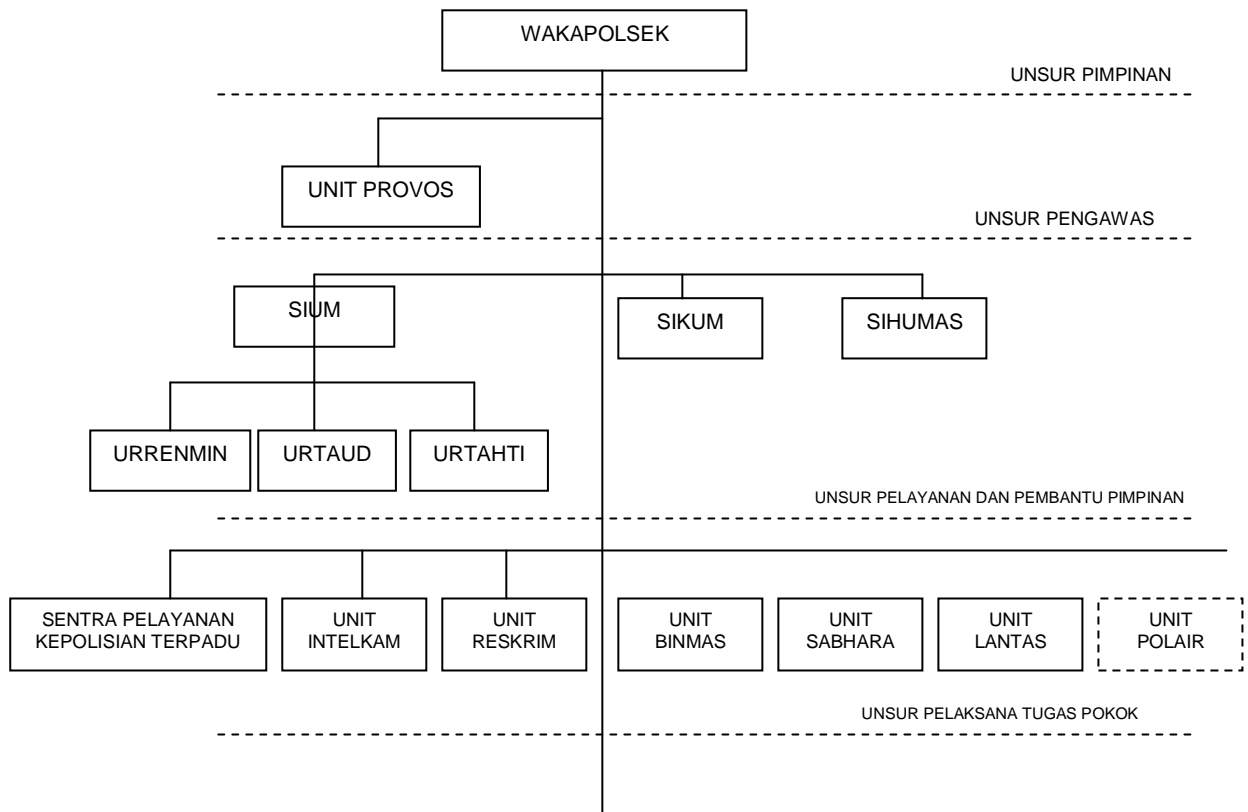 WAKAPOLSEK
UNSUR PIMPINAN
UNIT PROVOS
UNSUR PENGAWAS
SIUM
SIKUM
SIHUMAS
URRENMIN
URTAUD
URTAHTI
UNSUR PELAYANAN DAN PEMBANTU PIMPINAN
SENTRA PELAYANAN
KEPOLISIAN TERPADU
UNIT
INTELKAM
UNIT
RESKRIM
UNIT
BINMAS
UNIT
SABHARA
UNIT
LANTAS
UNIT
POLAIR
UNSUR PELAKSANA TUGAS POKOK